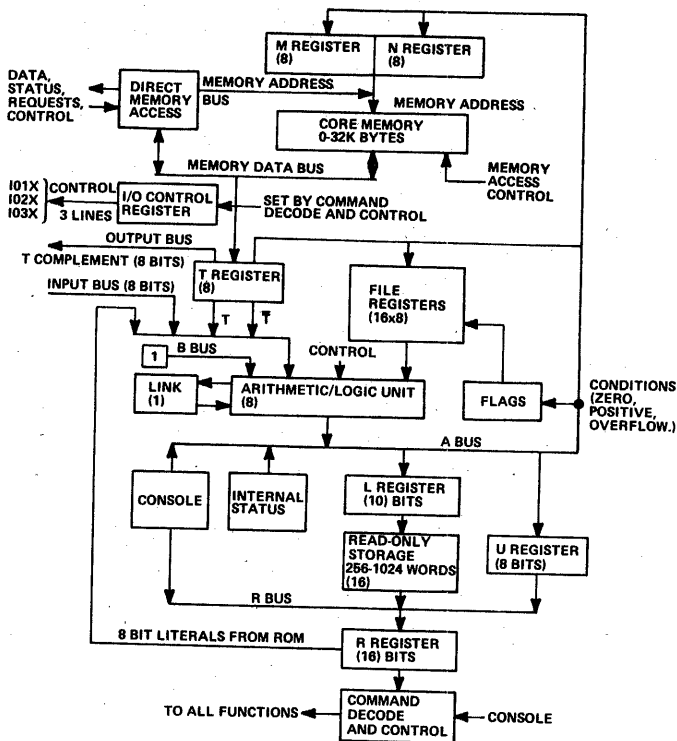 M REGISTER
(8)
N REGISTER
(8)
DATA,
STATUS,
REQUESTS,
CONTROL
DIRECT
MEMORY
ACCESS
MEMORY ADDRESS
BUS
MEMORY ADDRESS
CORE MEMORY
0-32K BYTES
MEMORY DATA BUS
MEMORY
ACCESS
CONTROL
I01X
I02X
I03X
CONTROL
3 LINES
I/O CONTROL
REGISTER
SET BY COMMAND
DECODE AND CONTROL
OUTPUT BUS
T COMPLEMENT (8 BITS)
T REGISTER
(8)
INPUT BUS (8 BITS)
T
T̅
FILE
REGISTERS
(16x8)
B BUS
1
CONTROL
LINK
(1)
ARITHMETIC/LOGIC UNIT
(8)
FLAGS
CONDITIONS
(ZERO,
POSITIVE,
OVERFLOW.)
A BUS
CONSOLE
INTERNAL
STATUS
L REGISTER
(10) BITS
READ-ONLY
STORAGE
256-1024 WORDS
(16)
U REGISTER
(8 BITS)
R BUS
8 BIT LITERALS FROM ROM
R REGISTER
(16) BITS
TO ALL FUNCTIONS
COMMAND
DECODE
AND CONTROL
CONSOLE